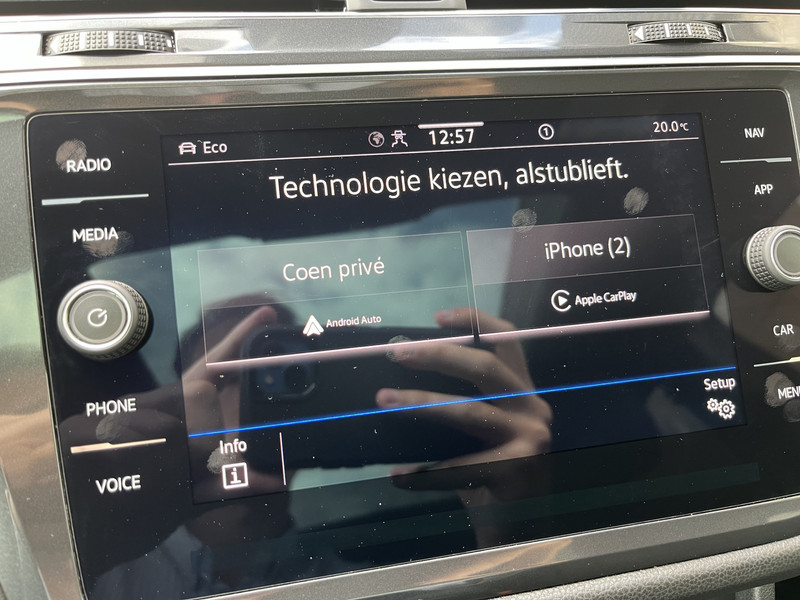 RADIO
MEDIA
PHONE
VOICE
Eco
12:57
1
20.0°C
Technologie kiezen, alstublieft.
Coen privé
Android Auto
iPhone (2)
Apple CarPlay
Setup
Info
i
NAV
APP
CAR
MENU